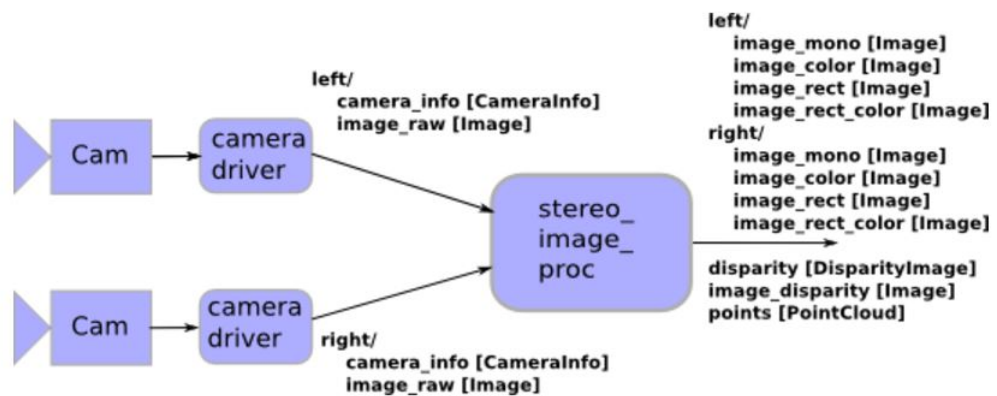 left/
camera_info [CameraInfo]
image_raw [Image]
Cam
camera
driver
Cam
camera
driver
right/
camera_info [CameraInfo]
image_raw [Image]
stereo_
image_
proc
left/
image_mono [Image]
image_color [Image]
image_rect [Image]
image_rect_color [Image]
right/
image_mono [Image]
image_color [Image]
image_rect [Image]
image_rect_color [Image]
disparity [DisparityImage]
image_disparity [Image]
points [PointCloud]